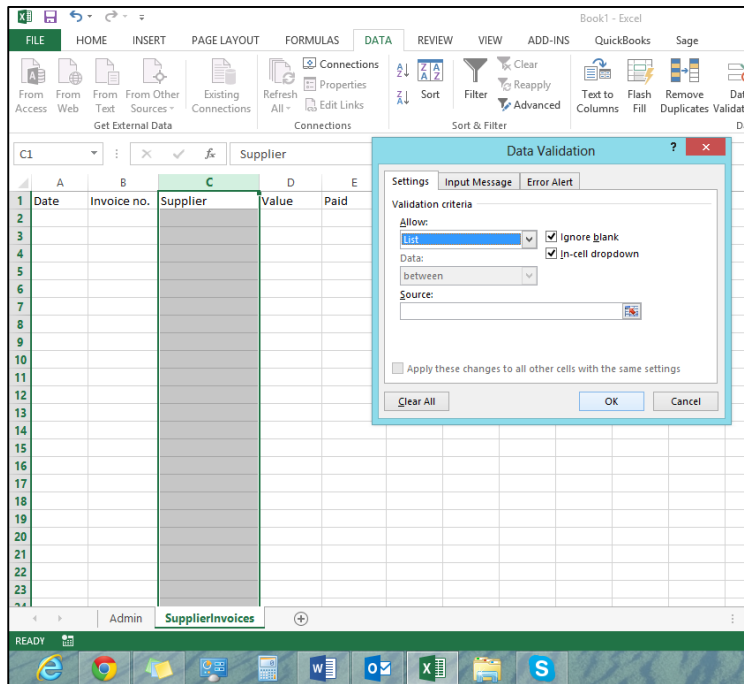 Book1 - Excel
FILE HOME INSERT PAGE LAYOUT FORMULAS DATA REVIEW VIEW ADD-INS QuickBooks Sage
From Access
From Web
From Text
From Other Sources
Existing Connections
Get External Data
Refresh All
Connections
Properties
Edit Links
Connections
A Z
Z A
Z A
A Z
Sort
Filter
Clear
Reapply
Advanced
Sort & Filter
Text to Columns
Flash Fill
Remove Duplicates
Dat
Validat
D
C1 fx Supplier
A B C D E
1 Date Invoice no. Supplier Value Paid
2
3
4
5
6
7
8
9
10
11
12
13
14
15
16
17
18
19
20
21
22
23
24
Data Validation ? ×
Settings Input Message Error Alert
Validation criteria
Allow:
List
Ignore blank
Data:
In-cell dropdown
between
Source:
Apply these changes to all other cells with the same settings
Clear All OK Cancel
Admin SupplierInvoices
READY
W O X S